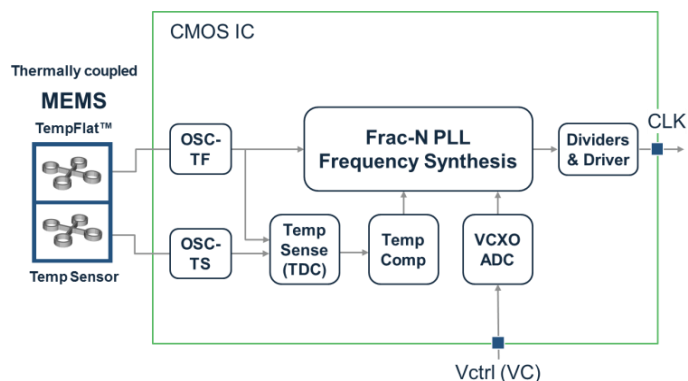 CMOS IC
Thermally coupled
MEMS
TempFlat™
OSC-
TF
Frac-N PLL
Frequency Synthesis
Dividers
& Driver
CLK
OSC-
TS
Temp
Sense
(TDC)
Temp
Comp
VCXO
ADC
Temp Sensor
Vctrl (VC)